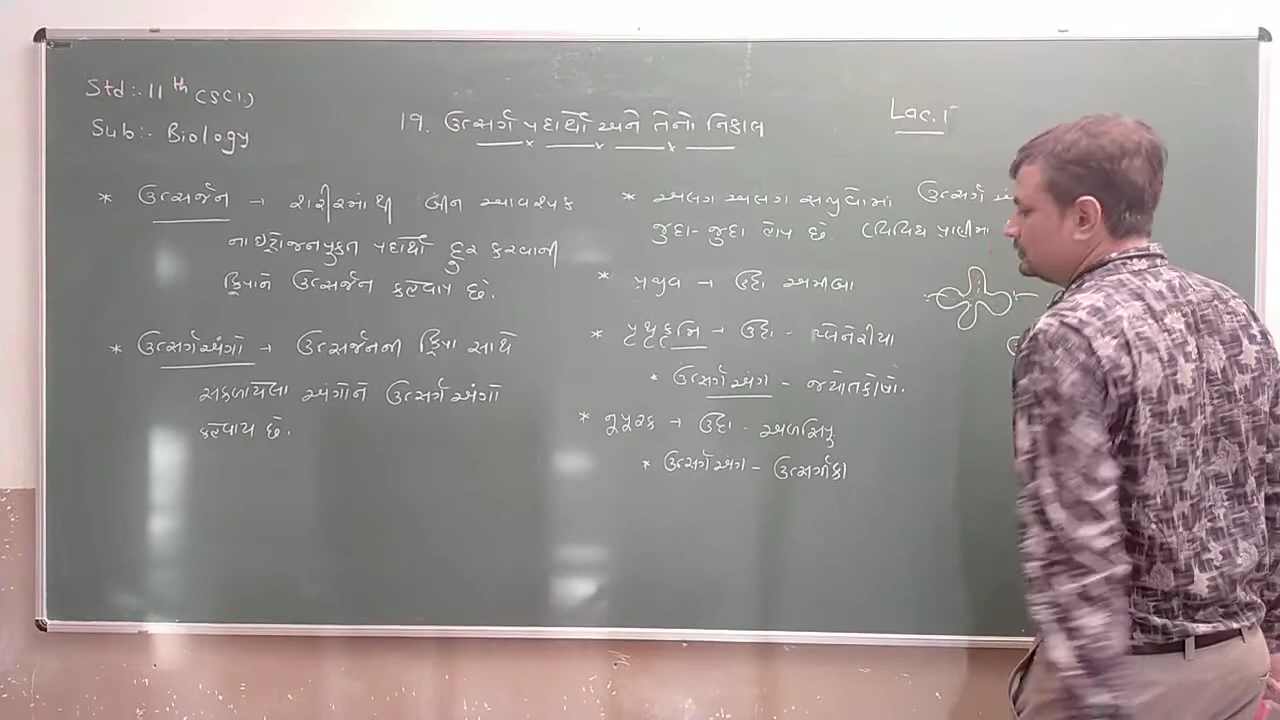 Std:- 11th (SCI.)
Sub:- Biology
19. ઉત્સર્ગ પદાર્થો અને તેનો નિકાલ
Lac. 1
* ઉત્સર્જન → શરીરમાંથી બીન આવશ્યક
નાઇટ્રોજનયુક્ત પદાર્થો દુર કરવાની
ક્રિયાને ઉત્સર્જન કહેવાય છે.
* ઉત્સર્ગઅંગો → ઉત્સર્જનની ક્રિયા સાથે
સંકળાયેલા અંગોને ઉત્સર્ગઅંગો
કહેવાય છે.
* અલગ અલગ સજીવોમાં ઉત્સર્ગ
જુદા-જુદા હોય છે. (વિવિધ પ્રાણીમાં
* પ્રજીવ → ઉદા અમીબા
* પૃથુકૃમિ → ઉદા - પ્લેનેરીયા
* ઉત્સર્ગઅંગ - જ્યોતકોષો.
* નુપૂરક → ઉદા - અળસિયુ
* ઉત્સર્ગઅંગ - ઉત્સર્ગીકા